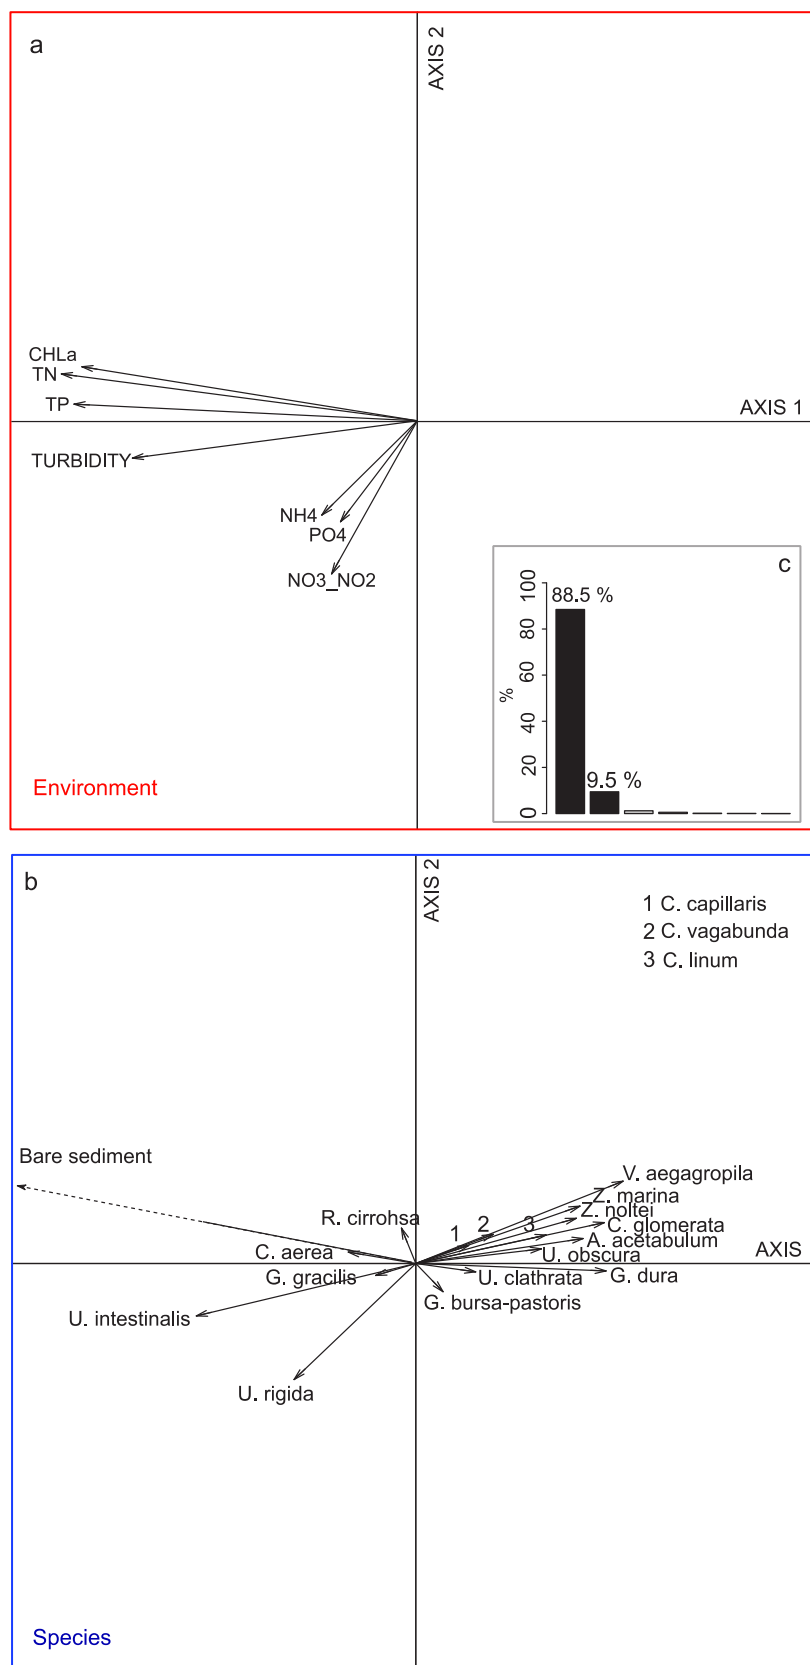 a
AXIS 2
CHLa
TN
TP
AXIS 1
TURBIDITY
NH4
PO4
NO3_NO2
c
100
88.5 %
80
60
%
40
20
9.5 %
0
Environment
b
AXIS 2
1 C. capillaris
2 C. vagabunda
3 C. linum
Bare sediment
V. aegagropila
Z. marina
Z. noltei
R. cirrohsa
1
2
3
C. glomerata
A. acetabulum
C. aerea
U. obscura
AXIS
G. gracilis
U. clathrata
G. dura
G. bursa-pastoris
U. intestinalis
U. rigida
Species